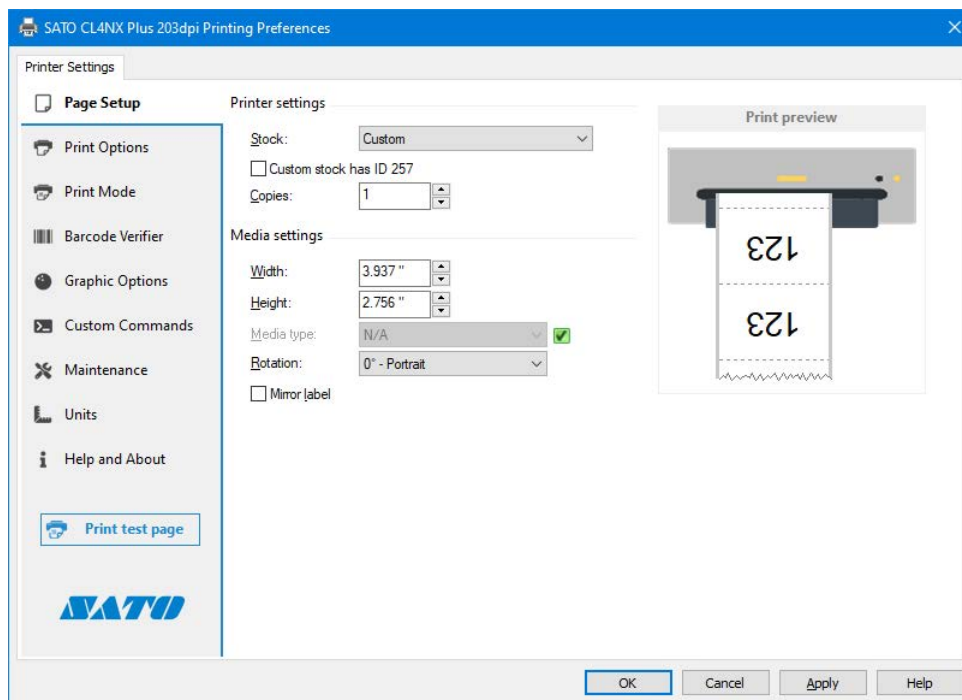 SATO CL4NX Plus 203dpi Printing Preferences
Printer Settings
Page Setup
Print Options
Print Mode
Barcode Verifier
Graphic Options
Custom Commands
Maintenance
Units
Help and About
Print test page
SATO
Printer settings
Stock: Custom
Custom stock has ID 257
Copies: 1
Media settings
Width: 3.937 "
Height: 2.756 "
Media type: N/A
Rotation: 0° - Portrait
Mirror label
Print preview
123
123
OK Cancel Apply Help